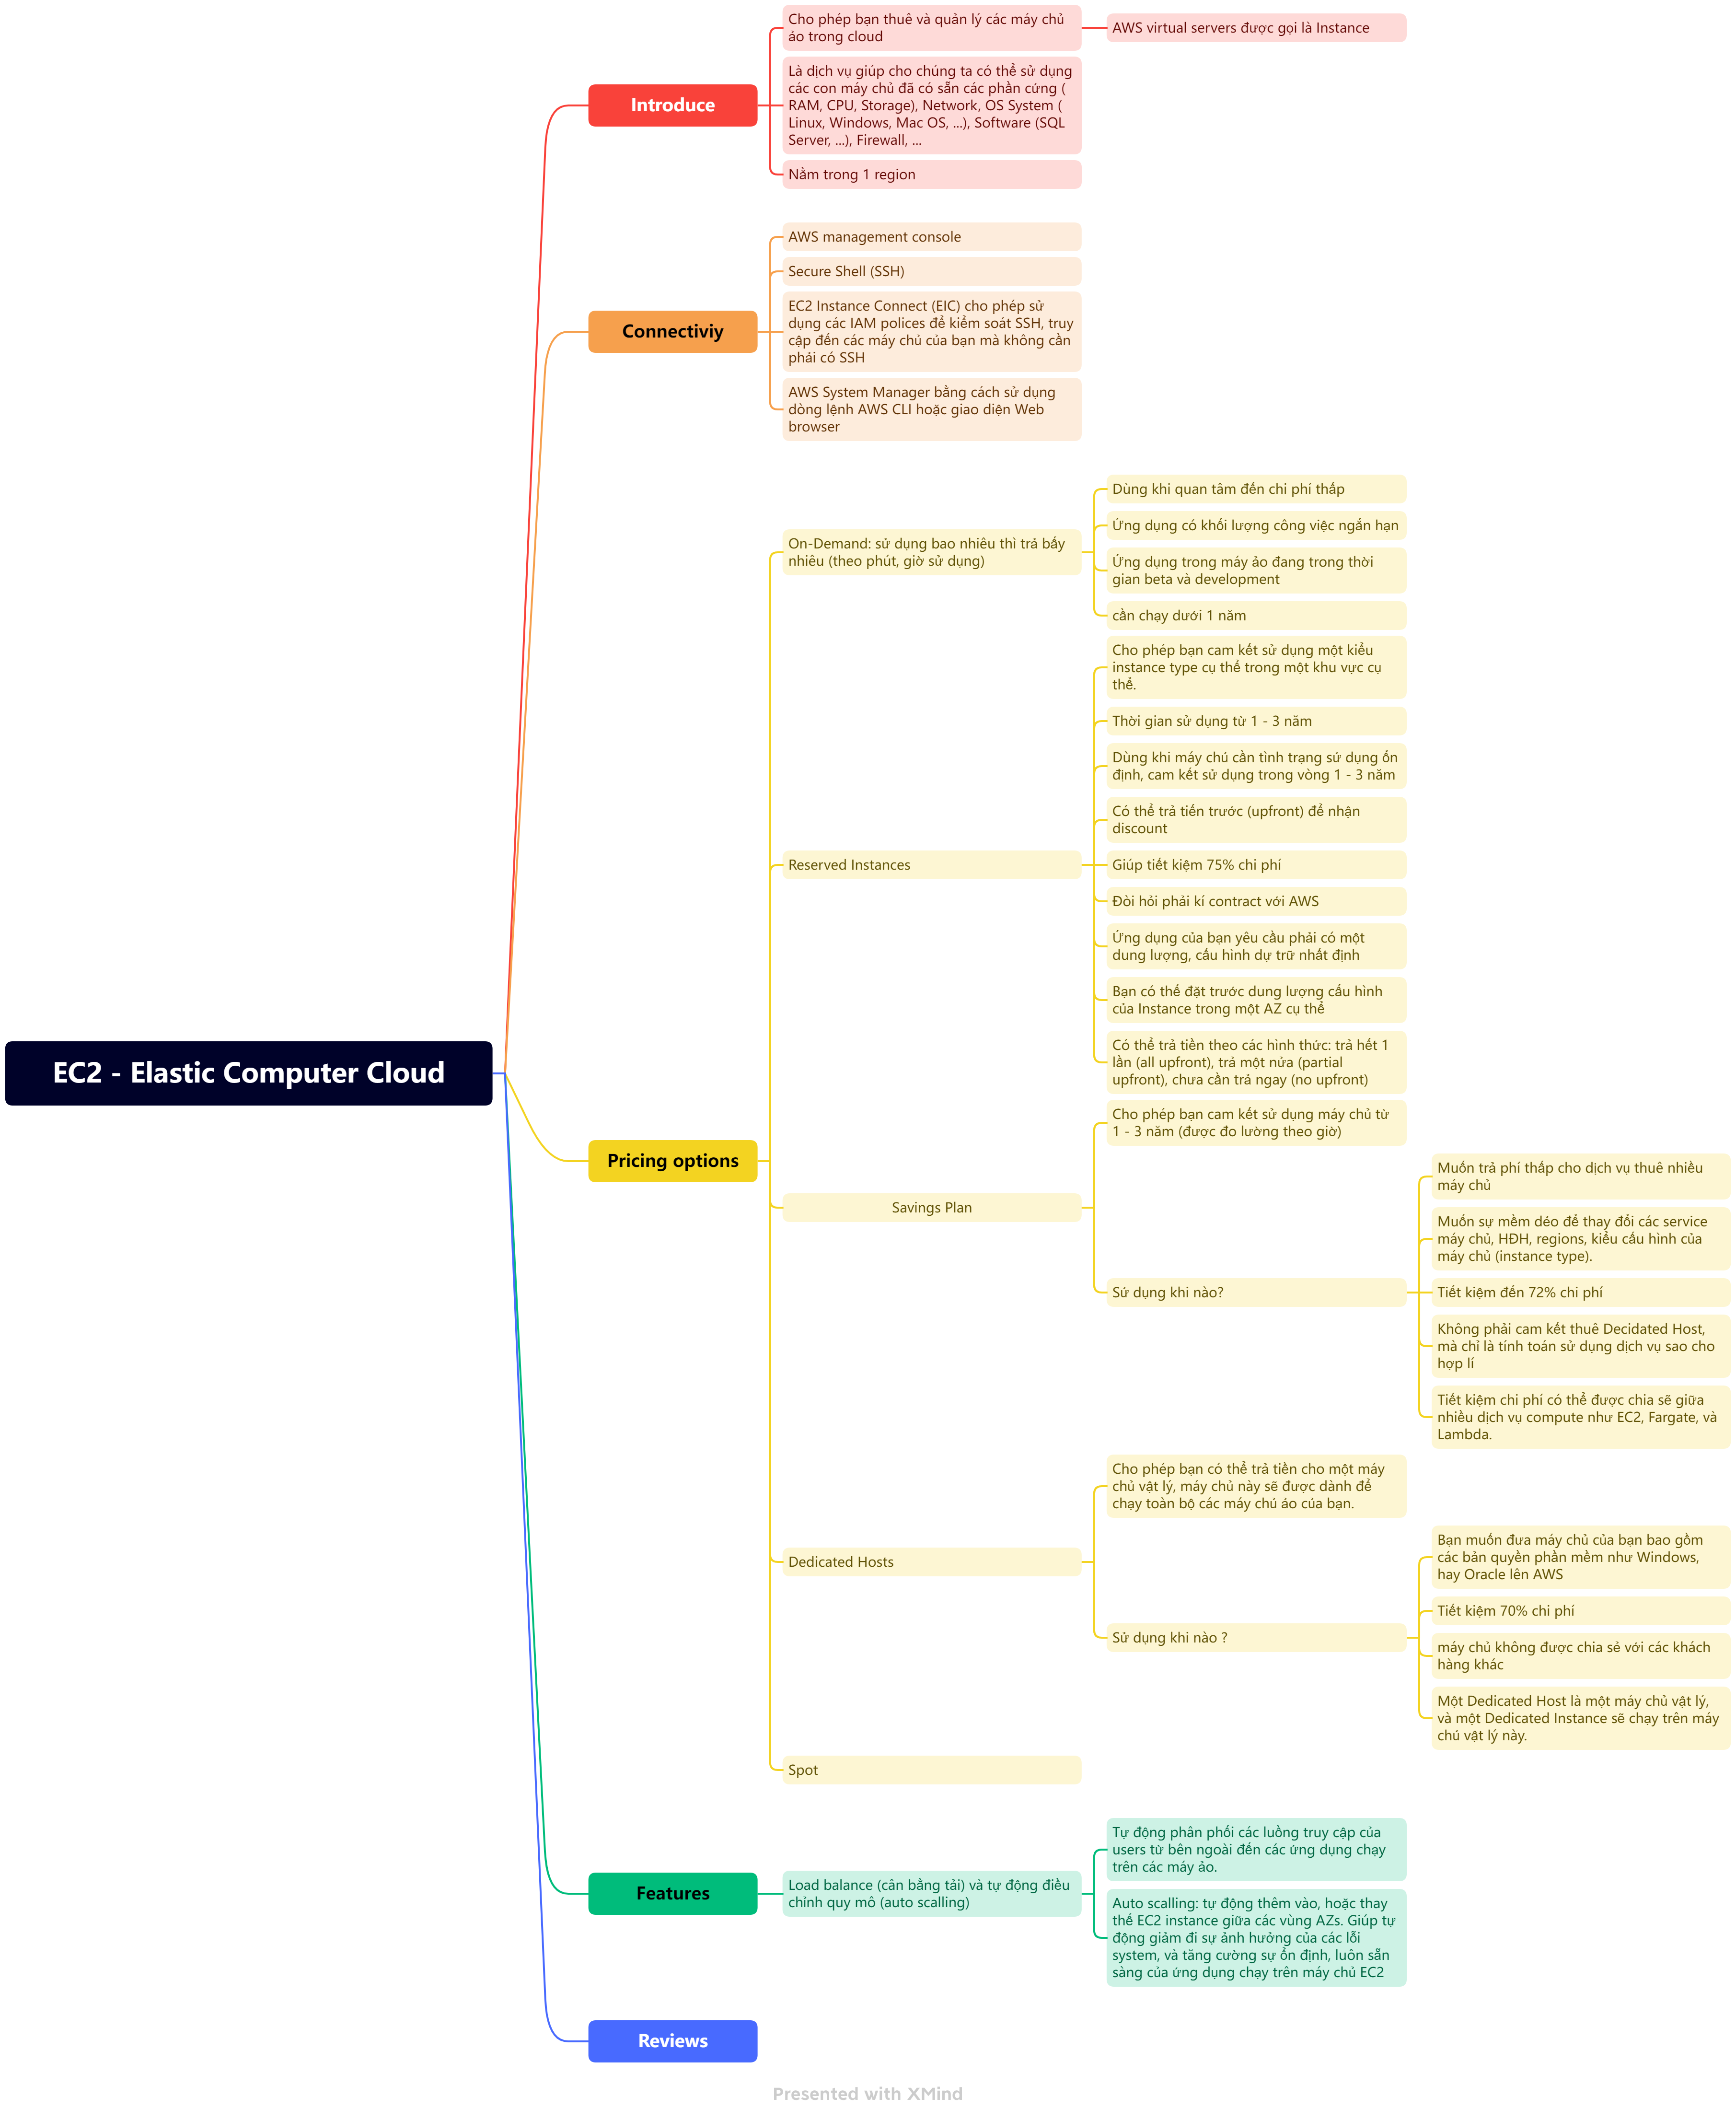 EC2 - Elastic Computer Cloud
Introduce
Cho phép bạn thuê và quản lý các máy chủ
ảo trong cloud
AWS virtual servers được gọi là Instance
Là dịch vụ giúp cho chúng ta có thể sử dụng
các con máy chủ đã có sẵn các phần cứng (
RAM, CPU, Storage), Network, OS System (
Linux, Windows, Mac OS, ...), Software (SQL
Server, ...), Firewall, ...
Nằm trong 1 region
Connectiviy
AWS management console
Secure Shell (SSH)
EC2 Instance Connect (EIC) cho phép sử
dụng các IAM polices để kiểm soát SSH, truy
cập đến các máy chủ của bạn mà không cần
phải có SSH
AWS System Manager bằng cách sử dụng
dòng lệnh AWS CLI hoặc giao diện Web
browser
Pricing options
On-Demand: sử dụng bao nhiêu thì trả bấy
nhiêu (theo phút, giờ sử dụng)
Dùng khi quan tâm đến chi phí thấp
Ứng dụng có khối lượng công việc ngắn hạn
Ứng dụng trong máy ảo đang trong thời
gian beta và development
cần chạy dưới 1 năm
Reserved Instances
Cho phép bạn cam kết sử dụng một kiểu
instance type cụ thể trong một khu vực cụ
thể.
Thời gian sử dụng từ 1 - 3 năm
Dùng khi máy chủ cần tình trạng sử dụng ổn
định, cam kết sử dụng trong vòng 1 - 3 năm
Có thể trả tiến trước (upfront) để nhận
discount
Giúp tiết kiệm 75% chi phí
Đòi hỏi phải kí contract với AWS
Ứng dụng của bạn yêu cầu phải có một
dung lượng, cấu hình dự trữ nhất định
Bạn có thể đặt trước dung lượng cấu hình
của Instance trong một AZ cụ thể
Có thể trả tiền theo các hình thức: trả hết 1
lần (all upfront), trả một nửa (partial
upfront), chưa cần trả ngay (no upfront)
Savings Plan
Cho phép bạn cam kết sử dụng máy chủ từ
1 - 3 năm (được đo lường theo giờ)
Sử dụng khi nào?
Muốn trả phí thấp cho dịch vụ thuê nhiều
máy chủ
Muốn sự mềm dẻo để thay đổi các service
máy chủ, HĐH, regions, kiểu cấu hình của
máy chủ (instance type).
Tiết kiệm đến 72% chi phí
Không phải cam kết thuê Decidated Host,
mà chỉ là tính toán sử dụng dịch vụ sao cho
hợp lí
Tiết kiệm chi phí có thể được chia sẽ giữa
nhiều dịch vụ compute như EC2, Fargate, và
Lambda.
Dedicated Hosts
Cho phép bạn có thể trả tiền cho một máy
chủ vật lý, máy chủ này sẽ được dành để
chạy toàn bộ các máy chủ ảo của bạn.
Sử dụng khi nào ?
Bạn muốn đưa máy chủ của bạn bao gồm
các bản quyền phần mềm như Windows,
hay Oracle lên AWS
Tiết kiệm 70% chi phí
máy chủ không được chia sẻ với các khách
hàng khác
Một Dedicated Host là một máy chủ vật lý,
và một Dedicated Instance sẽ chạy trên máy
chủ vật lý này.
Spot
Features
Load balance (cân bằng tải) và tự động điều
chỉnh quy mô (auto scalling)
Tự động phân phối các luồng truy cập của
users từ bên ngoài đến các ứng dụng chạy
trên các máy ảo.
Auto scalling: tự động thêm vào, hoặc thay
thế EC2 instance giữa các vùng AZs. Giúp tự
động giảm đi sự ảnh hưởng của các lỗi
system, và tăng cường sự ổn định, luôn sẵn
sàng của ứng dụng chạy trên máy chủ EC2
Reviews
Presented with XMind